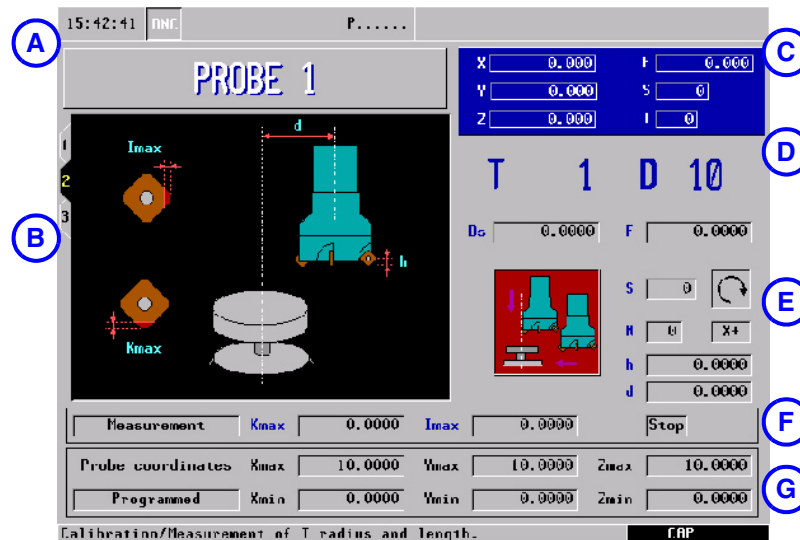 15:42:41 DNC P......
A
PROBE 1
C
X 0.000 F 0.000
Y 0.000 S 0
Z 0.000 T 0
D
T 1 D 10
1
2
3
B
Imax
d
h
Kmax
Ds 0.0000 F 0.0000
S 0
E
N 0 X+
h 0.0000
d 0.0000
Measurement Kmax 0.0000 Imax 0.0000 Stop
F
Probe coordinates Xmax 10.0000 Ymax 10.0000 Zmax 10.0000
G
Programmed Xmin 0.0000 Ymin 0.0000 Zmin 0.0000
Calibration/Measurement of T radius and length.
CAP